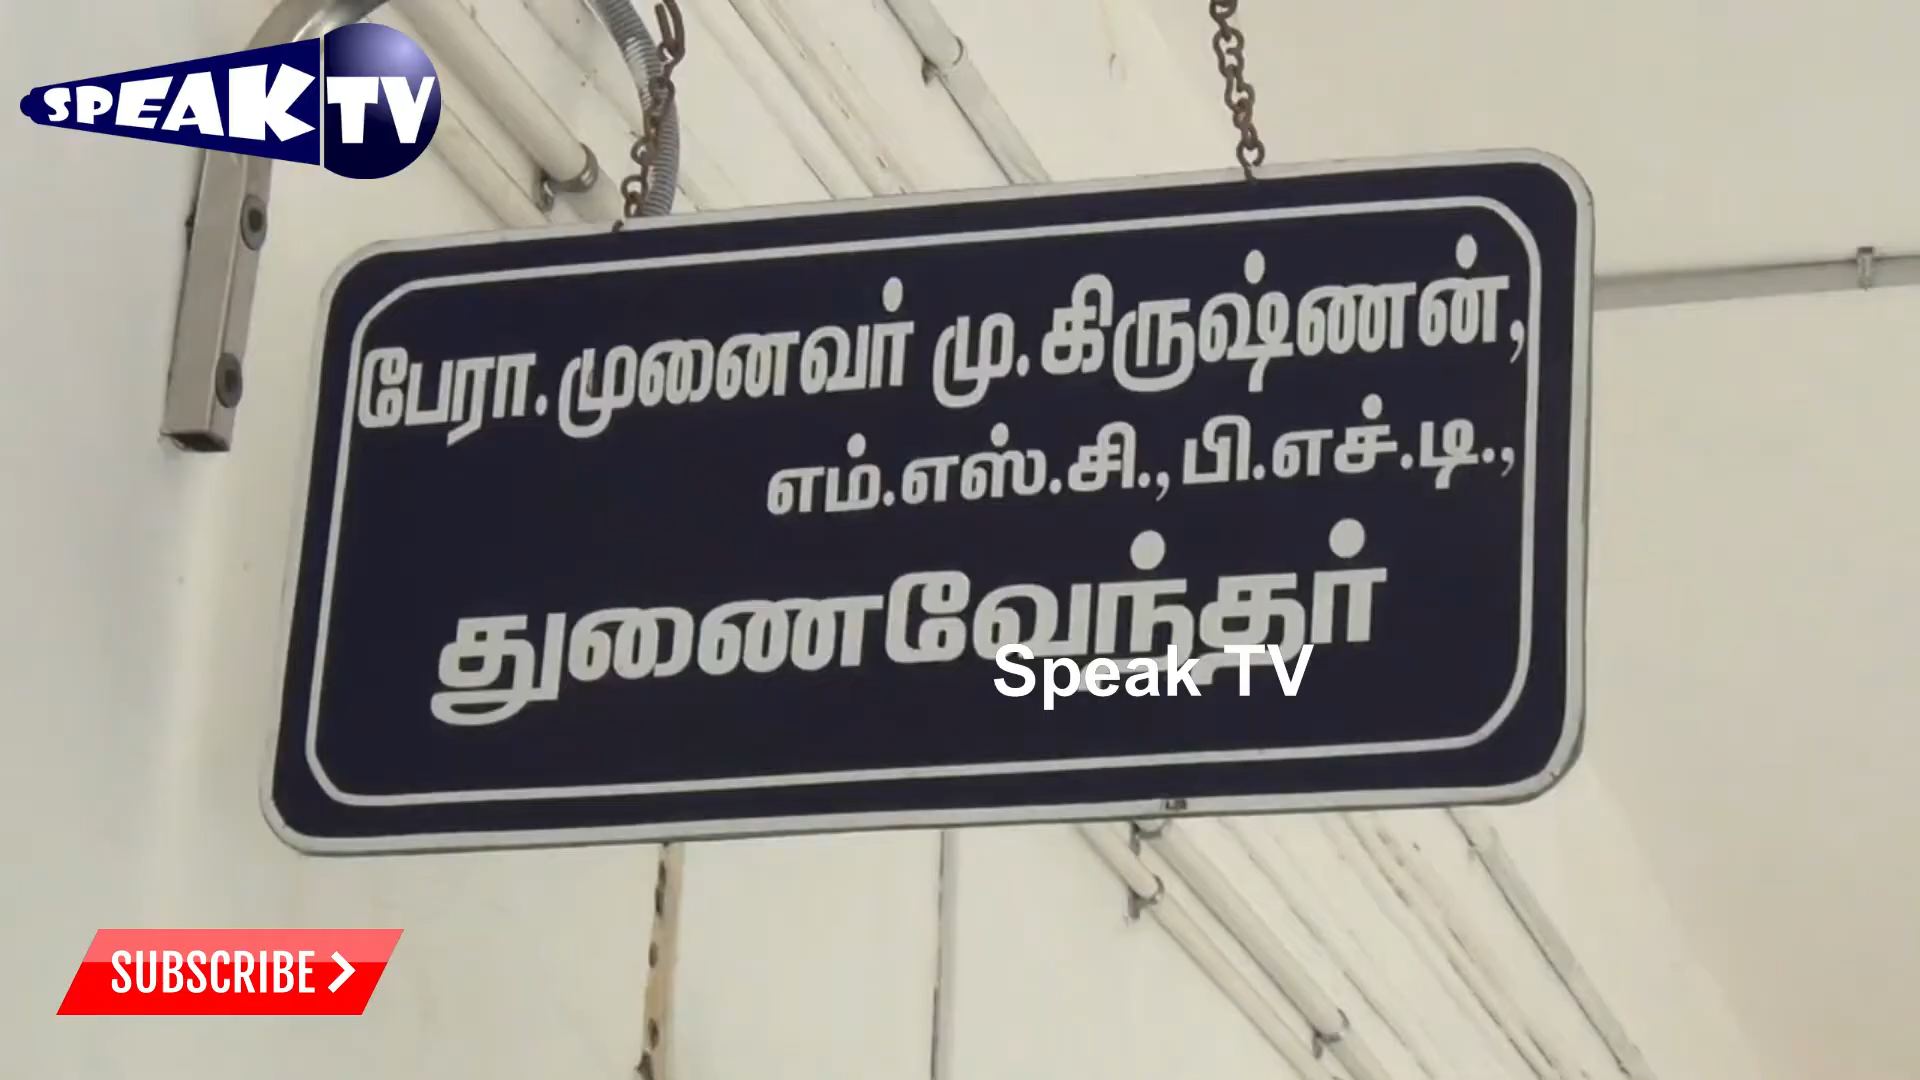 SPEAK TV
பேரா.முனைவர் மு.கிருஷ்ணன்,
எம்.எஸ்.சி.,பி.எச்.டி.,
துணைவேந்தர்
Speak TV
SUBSCRIBE